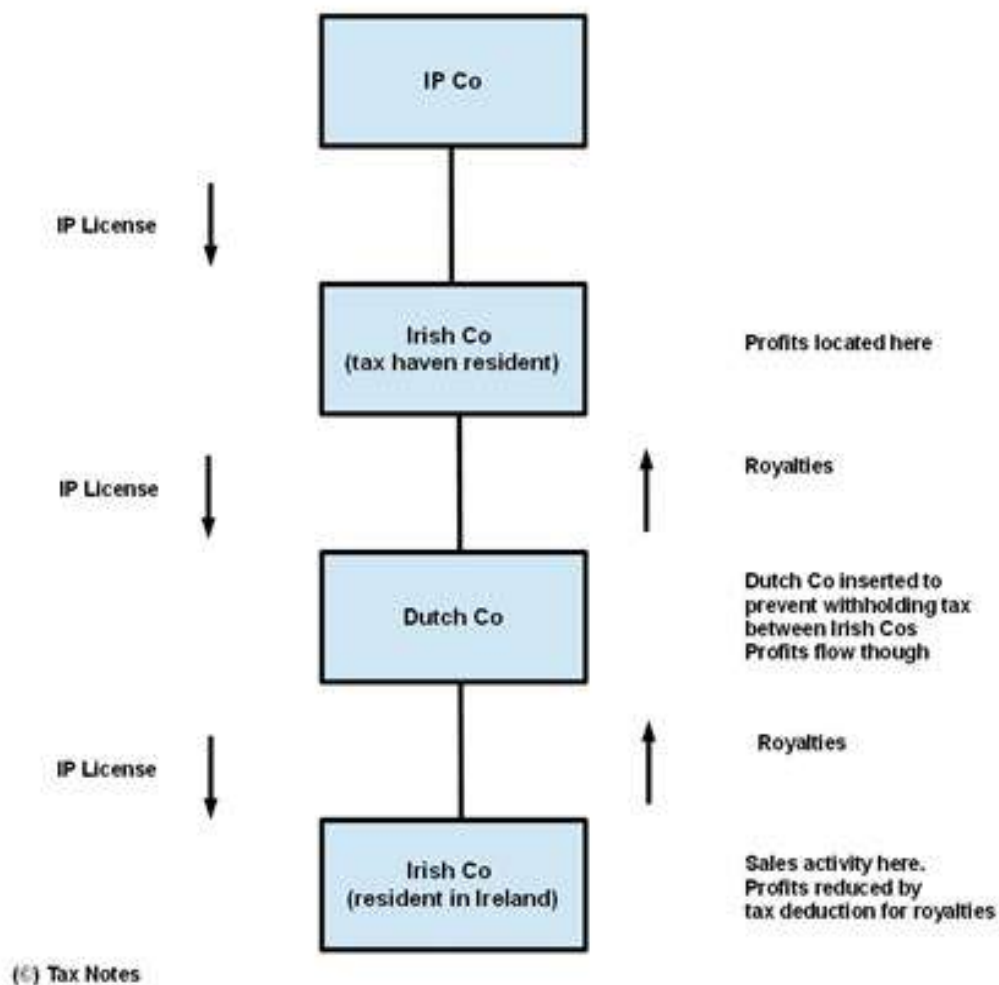 IP Co
IP License
Irish Co
(tax haven resident)
Profits located here
IP License
Royalties
Dutch Co
Dutch Co inserted to
prevent withholding tax
between Irish Cos
Profits flow though
IP License
Royalties
Irish Co
(resident in Ireland)
Sales activity here.
Profits reduced by
tax deduction for royalties
(€) Tax Notes